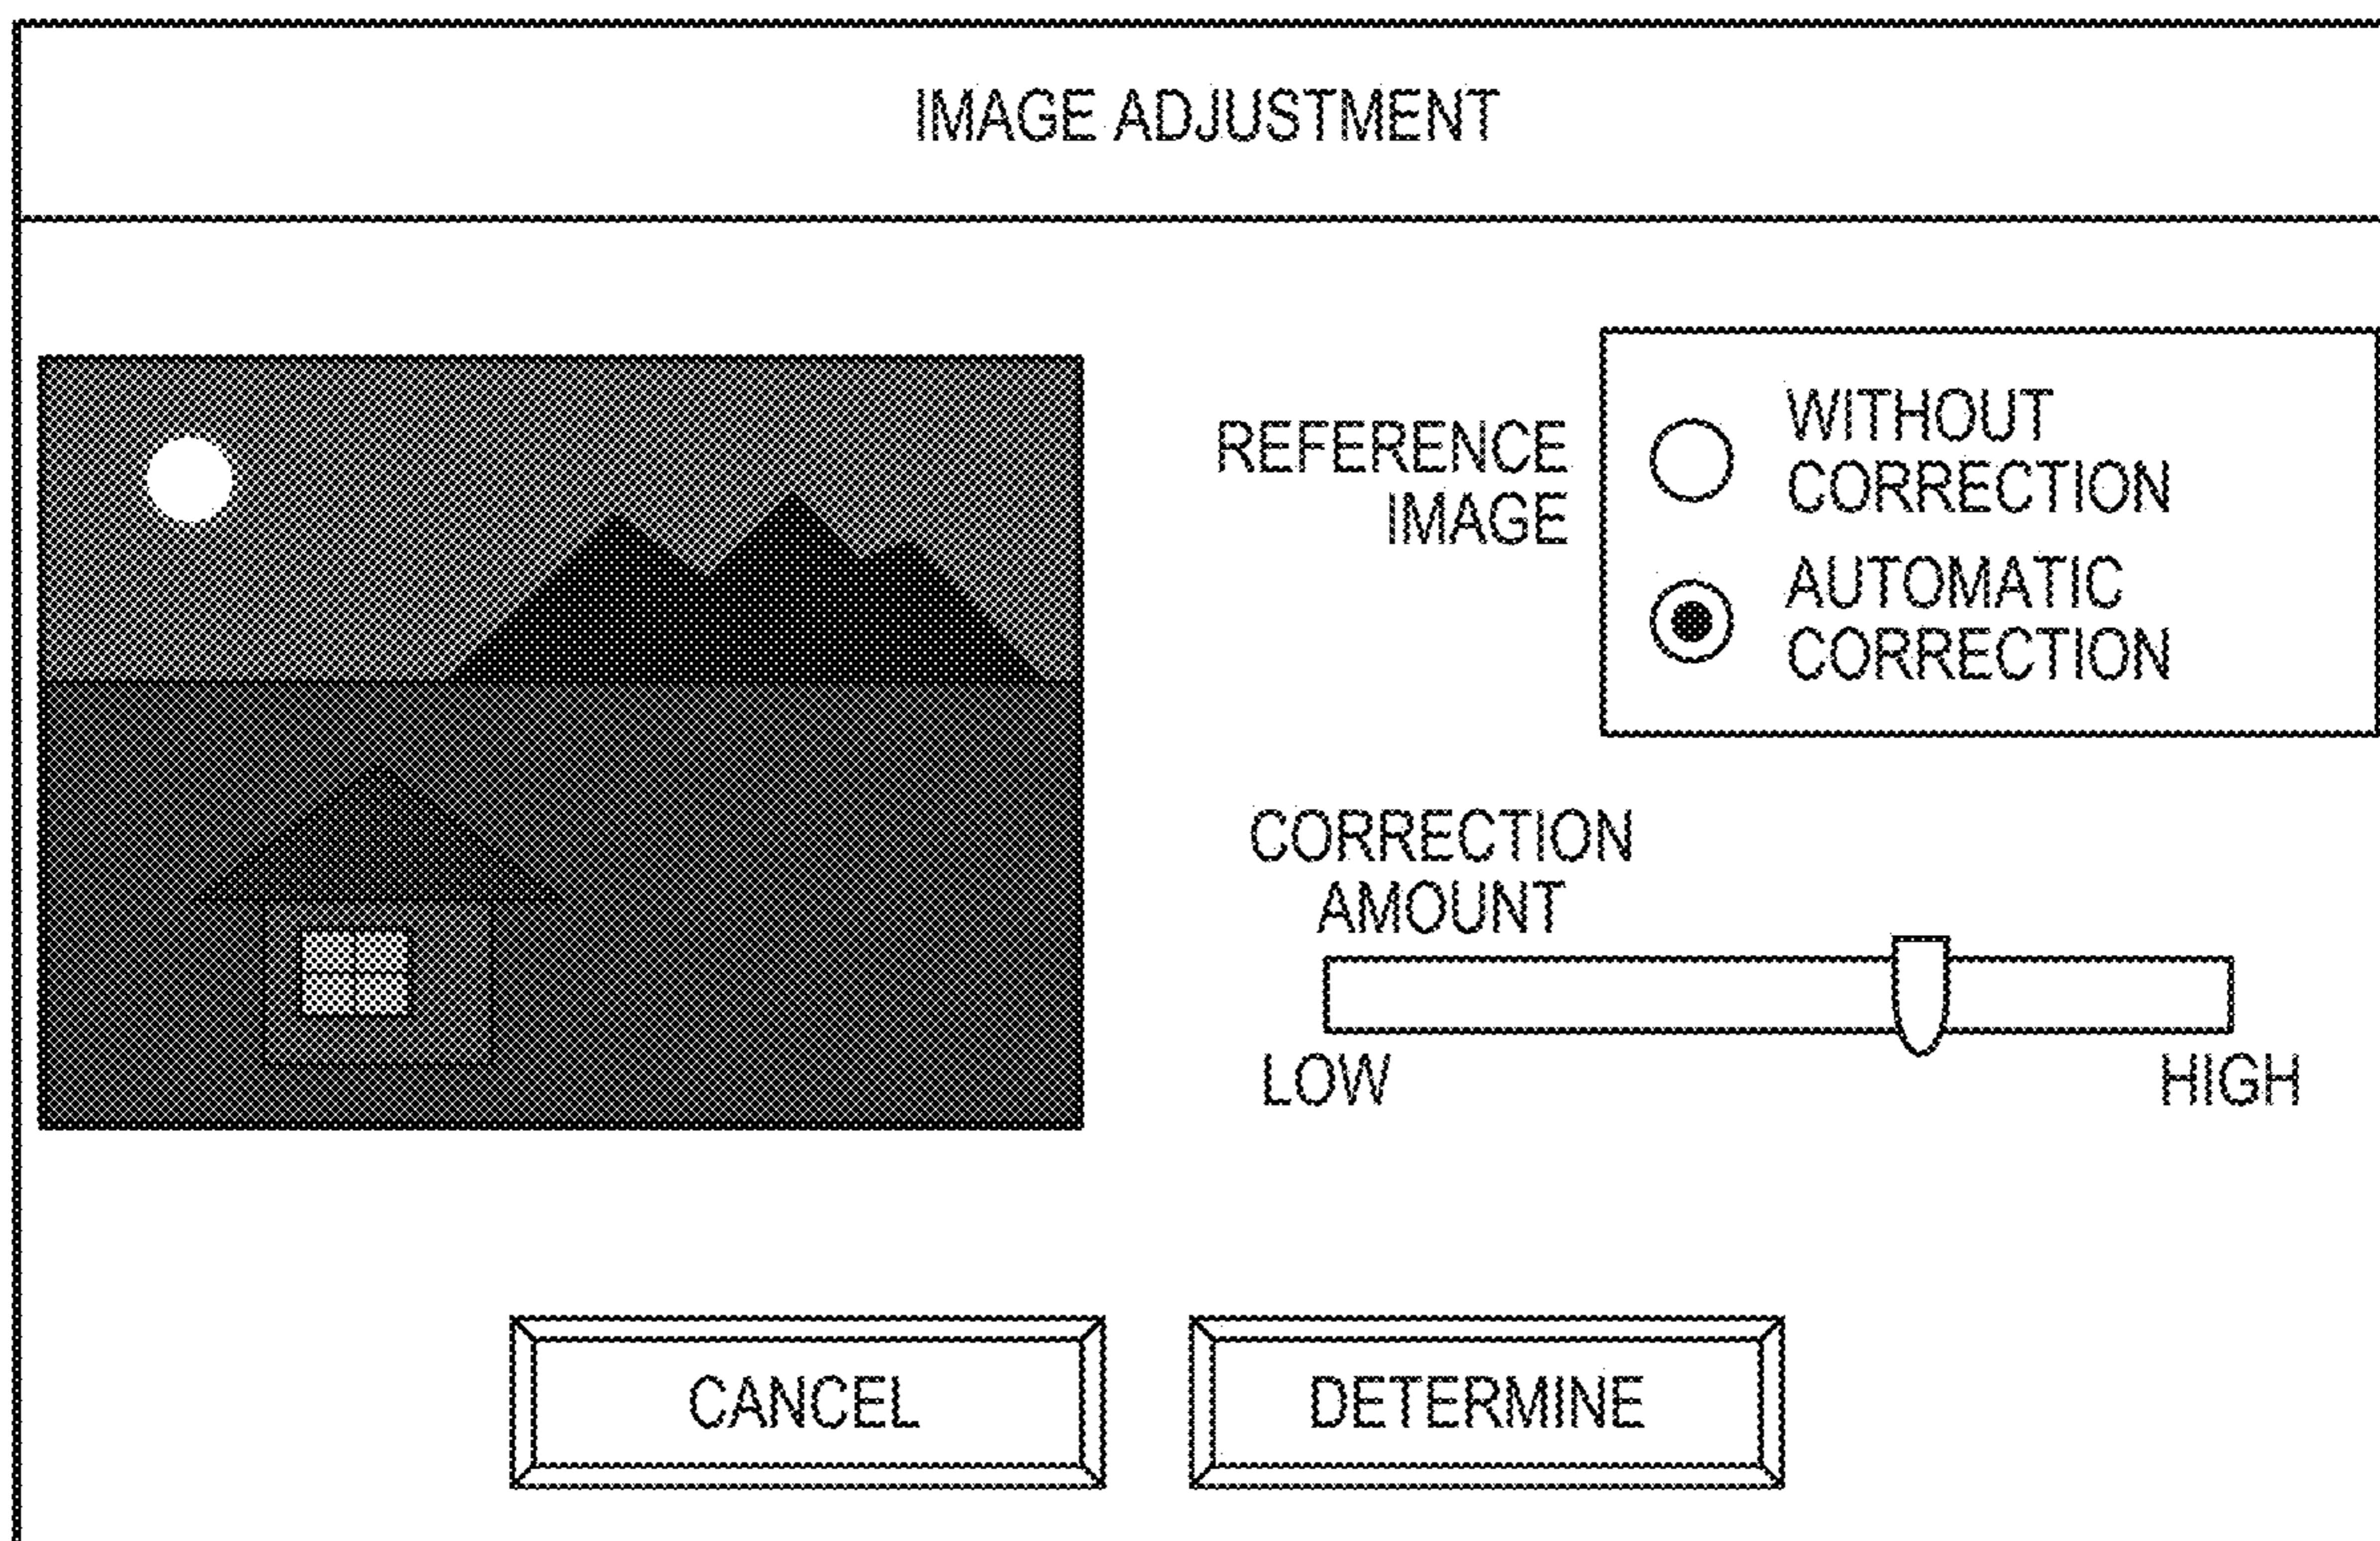 IMAGE ADJUSTMENT
REFERENCE
IMAGE
WITHOUT
CORRECTION
AUTOMATIC
CORRECTION
CORRECTION
AMOUNT
LOW
HIGH
CANCEL
DETERMINE